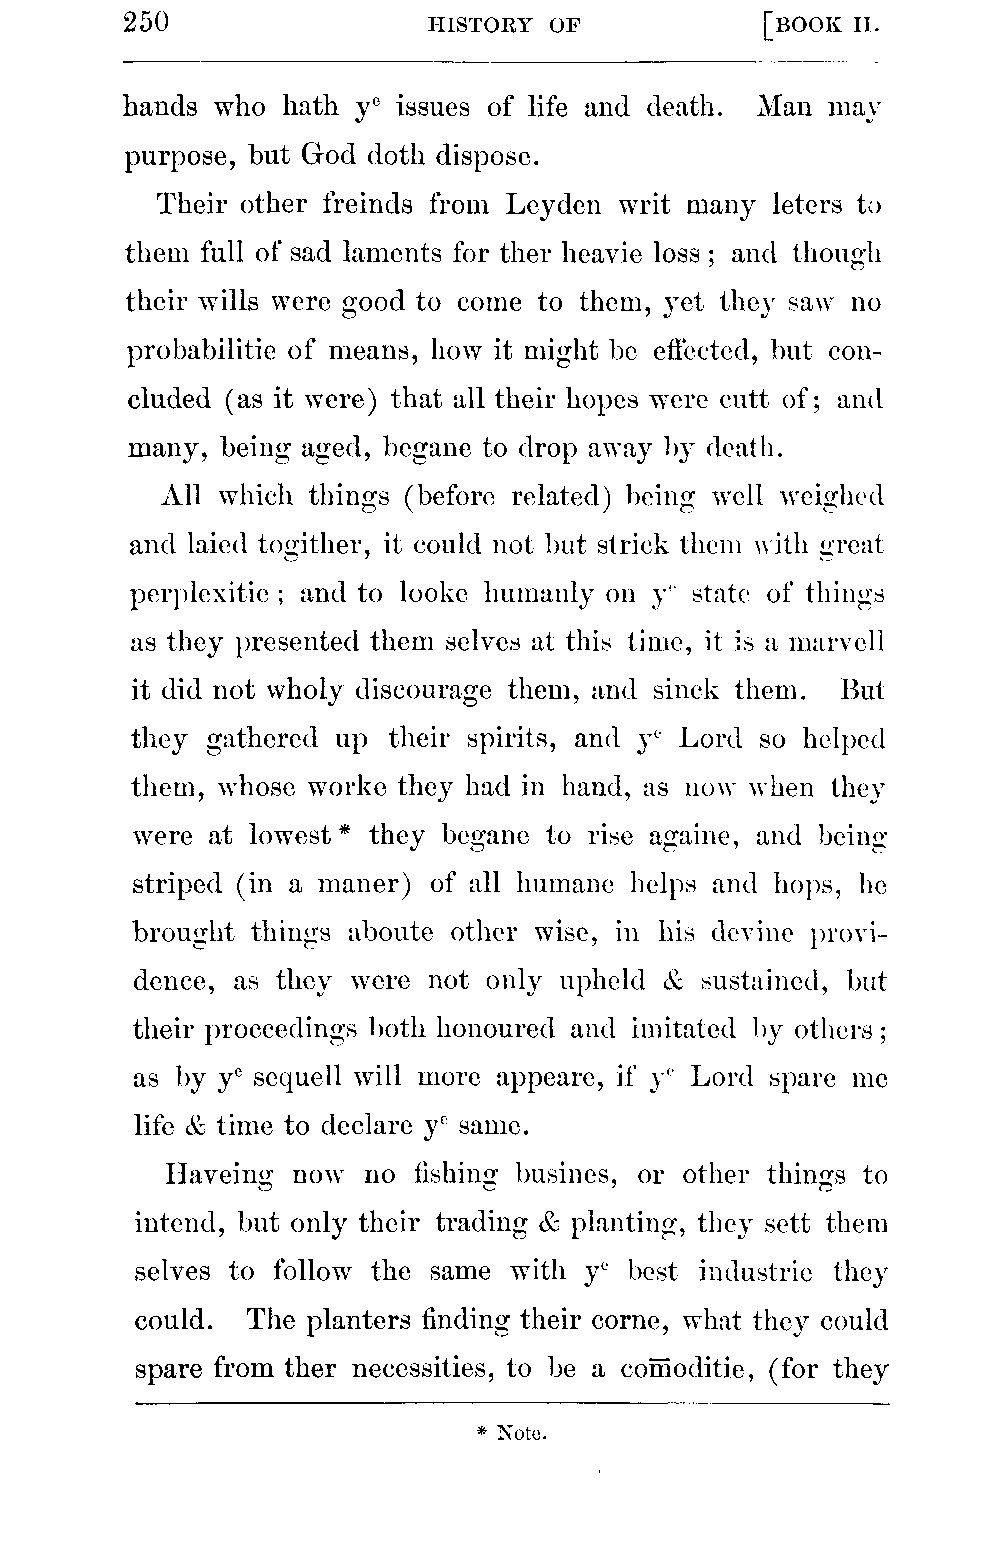 250 HISTORY OF [BOOK II.
hands who hath yᵉ issues of life and death. Man may
purpose, but God doth dispose.
Their other freinds from Leyden writ many leters to
them full of sad laments for ther heavie loss; and though
their wills were good to come to them, yet they saw no
probabilitie of means, how it might be effected, but con-
cluded (as it were) that all their hopes were cutt of; and
many, being aged, begane to drop away by death.
All which things (before related) being well weighed
and laied togither, it could not but strick them with great
perplexitie; and to looke humanly on yᵉ state of things
as they presented them selves at this time, it is a marvell
it did not wholy discourage them, and sinck them. But
they gathered up their spirits, and yᵉ Lord so helped
them, whose worke they had in hand, as now when they
were at lowest* they begane to rise againe, and being
striped (in a maner) of all humane helps and hops, he
brought things aboute other wise, in his devine provi-
dence, as they were not only upheld & sustained, but
their proceedings both honoured and imitated by others;
as by yᵉ sequell will more appeare, if yᵉ Lord spare me
life & time to declare yᵉ same.
Haveing now no fishing busines, or other things to
intend, but only their trading & planting, they sett them
selves to follow the same with yᵉ best industrie they
could. The planters finding their corne, what they could
spare from ther necessities, to be a com̅oditie, (for they
* Note.